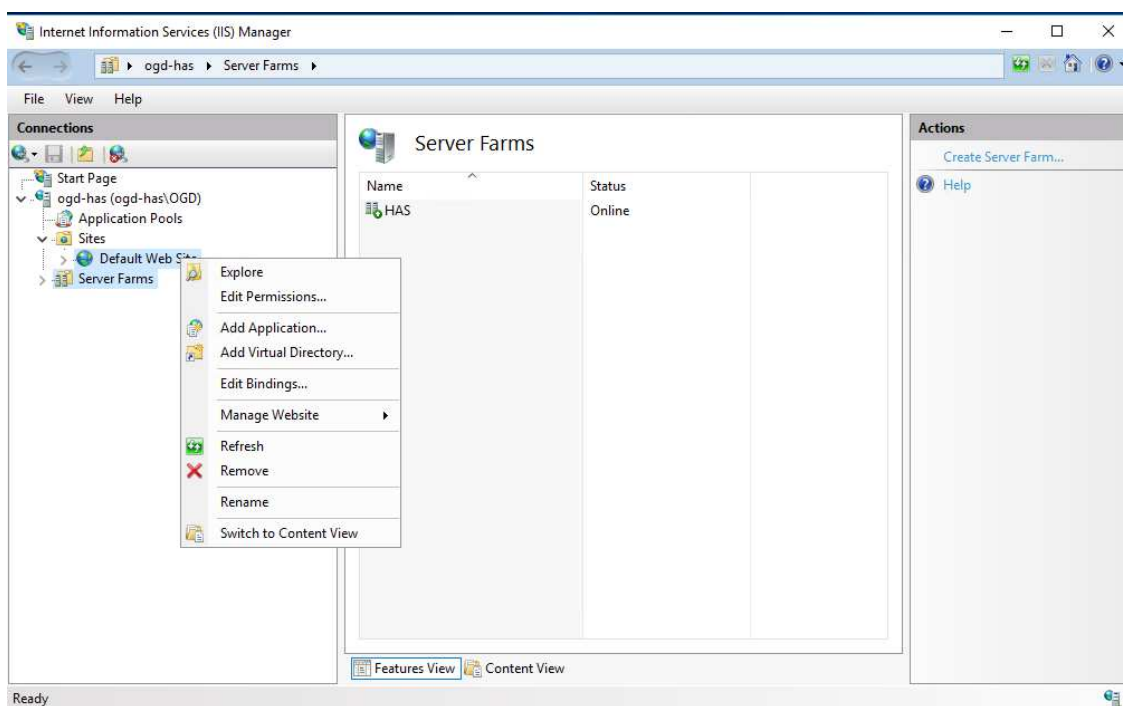 Internet Information Services (IIS) Manager
ogd-has
Server Farms
File
View
Help
Connections
Start Page
ogd-has (ogd-has\OGD)
Application Pools
Sites
Default Web
Server Farms
Explore
Edit Permissions...
Add Application...
Add Virtual Directory...
Edit Bindings...
Manage Website
Refresh
Remove
Rename
Switch to Content View
Server Farms
Name
Status
HAS
Online
Features View
Content View
Actions
Create Server Farm...
Help
Ready